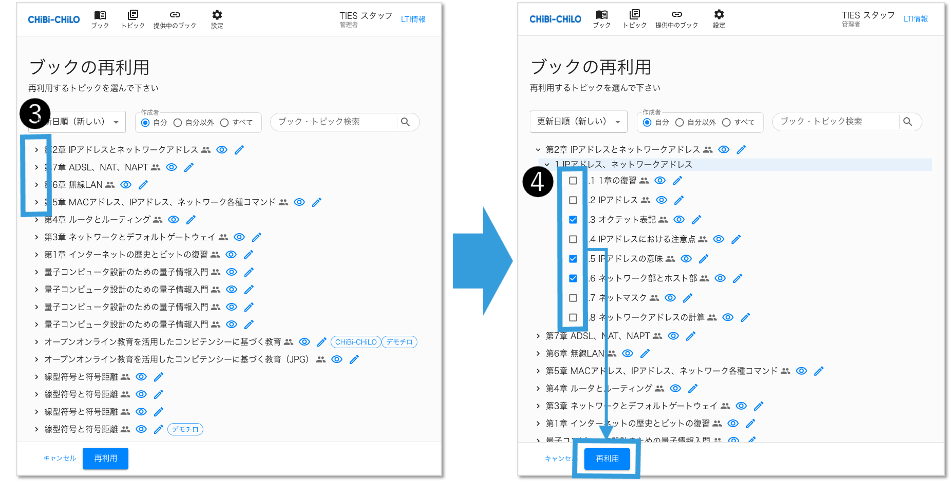 CHiBi-CHiLO
ブック
トピック
提供中のブック
設定
TIES スタッフ
管理者
LTI情報
ブックの再利用
再利用するトピックを選んで下さい
3
新日順（新しい）
作成者
自分
自分以外
すべて
ブック・トピック検索
第2章 IPアドレスとネットワークアドレス
第7章 ADSL、NAT、NAPT
第6章 無線LAN
第5章 MACアドレス、IPアドレス、ネットワーク各種コマンド
第4章 ルータとルーティング
第3章 ネットワークとデフォルトゲートウェイ
第1章 インターネットの歴史とビットの復習
量子コンピュータ設計のための量子情報入門
量子コンピュータ設計のための量子情報入門
量子コンピュータ設計のための量子情報入門
量子コンピュータ設計のための量子情報入門
オープンオンライン教育を活用したコンピテンシーに基づく教育 CHiBi-CHiLO デモチロ
オープンオンライン教育を活用したコンピテンシーに基づく教育（JPG）
線型符号と符号距離
線型符号と符号距離
線型符号と符号距離
線型符号と符号距離 デモチロ
キャンセル
再利用
CHiBi-CHiLO
ブック
トピック
提供中のブック
設定
TIES スタッフ
管理者
LTI情報
ブックの再利用
再利用するトピックを選んで下さい
更新日順（新しい）
作成者
自分
自分以外
すべて
ブック・トピック検索
第2章 IPアドレスとネットワークアドレス
1 IPアドレス、ネットワークアドレス
4
.1 1章の復習
.2 IPアドレス
.3 オクテット表記
.4 IPアドレスにおける注意点
.5 IPアドレスの意味
.6 ネットワーク部とホスト部
.7 ネットマスク
.8 ネットワークアドレスの計算
第7章 ADSL、NAT、NAPT
第6章 無線LAN
第5章 MACアドレス、IPアドレス、ネットワーク各種コマンド
第4章 ルータとルーティング
第3章 ネットワークとデフォルトゲートウェイ
第1章 インターネットの歴史とビットの復習
量子コンピュータ設計のための量子情報入門
キャンセル
再利用